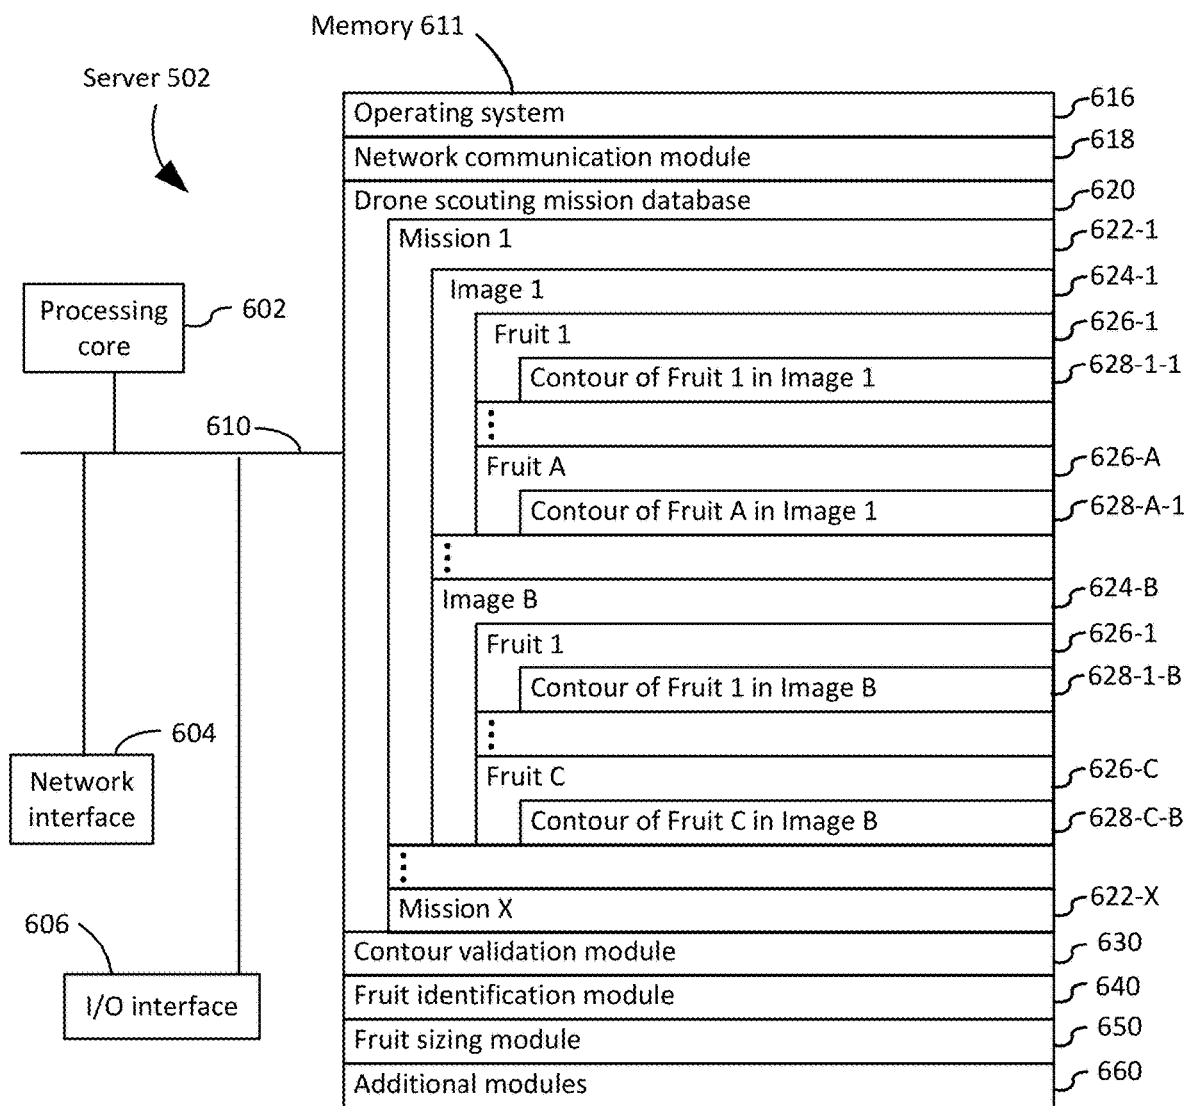 Memory 611
Server 502
Operating system 616
Network communication module 618
Drone scouting mission database 620
Mission 1 622-1
Image 1 624-1
Fruit 1 626-1
Contour of Fruit 1 in Image 1 628-1-1
Fruit A 626-A
Contour of Fruit A in Image 1 628-A-1
Image B 624-B
Fruit 1 626-1
Contour of Fruit 1 in Image B 628-1-B
Fruit C 626-C
Contour of Fruit C in Image B 628-C-B
Mission X 622-X
Contour validation module 630
Fruit identification module 640
Fruit sizing module 650
Additional modules 660
Processing
core
602
610
604
Network
interface
606
I/O interface